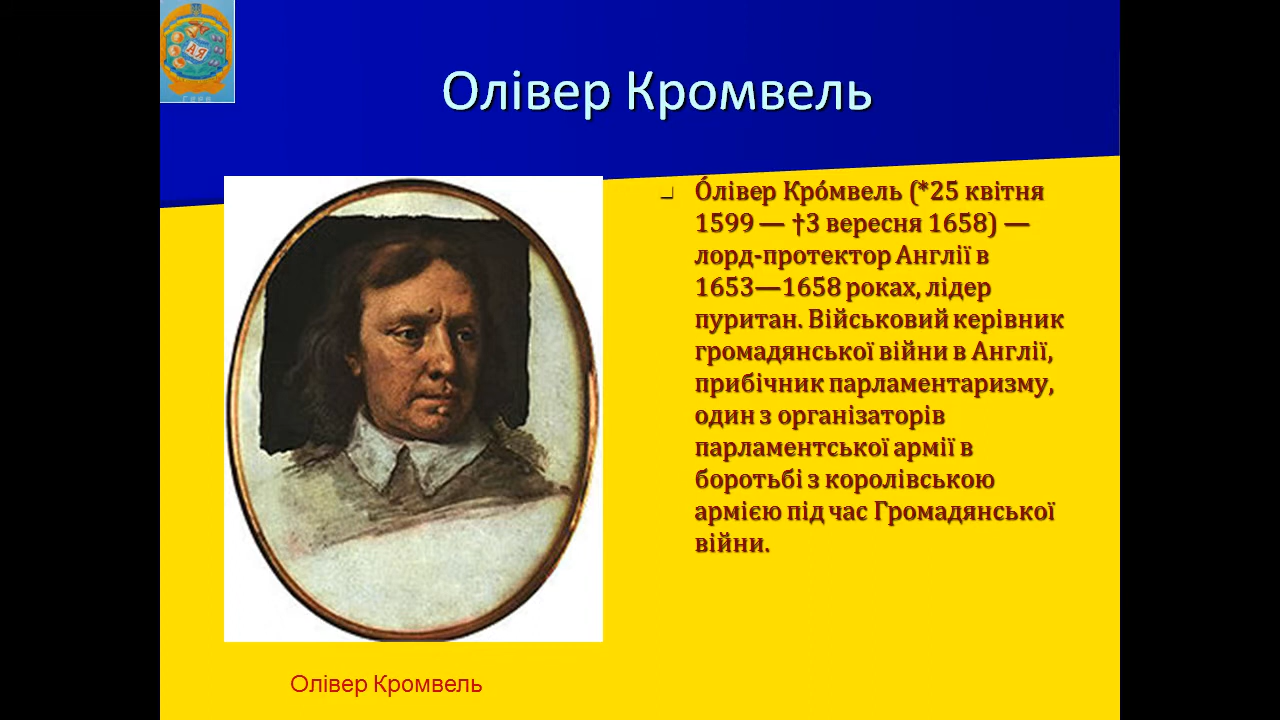 Олівер Кромвель
О́лівер Кро́мвель (*25 квітня
1599 — †3 вересня 1658) —
лорд-протектор Англії в
1653—1658 роках, лідер
пуритан. Військовий керівник
громадянської війни в Англії,
прибічник парламентаризму,
один з організаторів
парламентської армії в
боротьбі з королівською
армією під час Громадянської
війни.
Олівер Кромвель